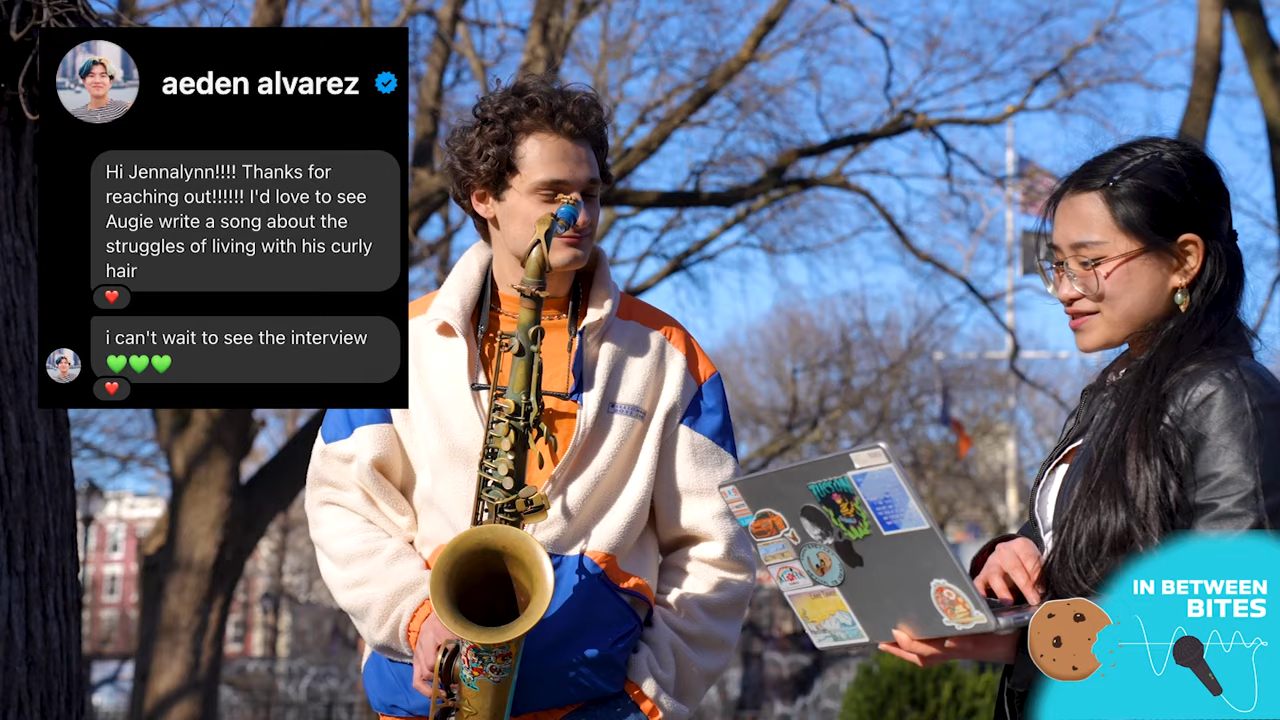 aeden alvarez
Hi Jennalynn!!!! Thanks for
reaching out!!!!!! I'd love to see
Augie write a song about the
struggles of living with his curly
hair
i can't wait to see the interview
💚💚💚
IN BETWEEN
BITES